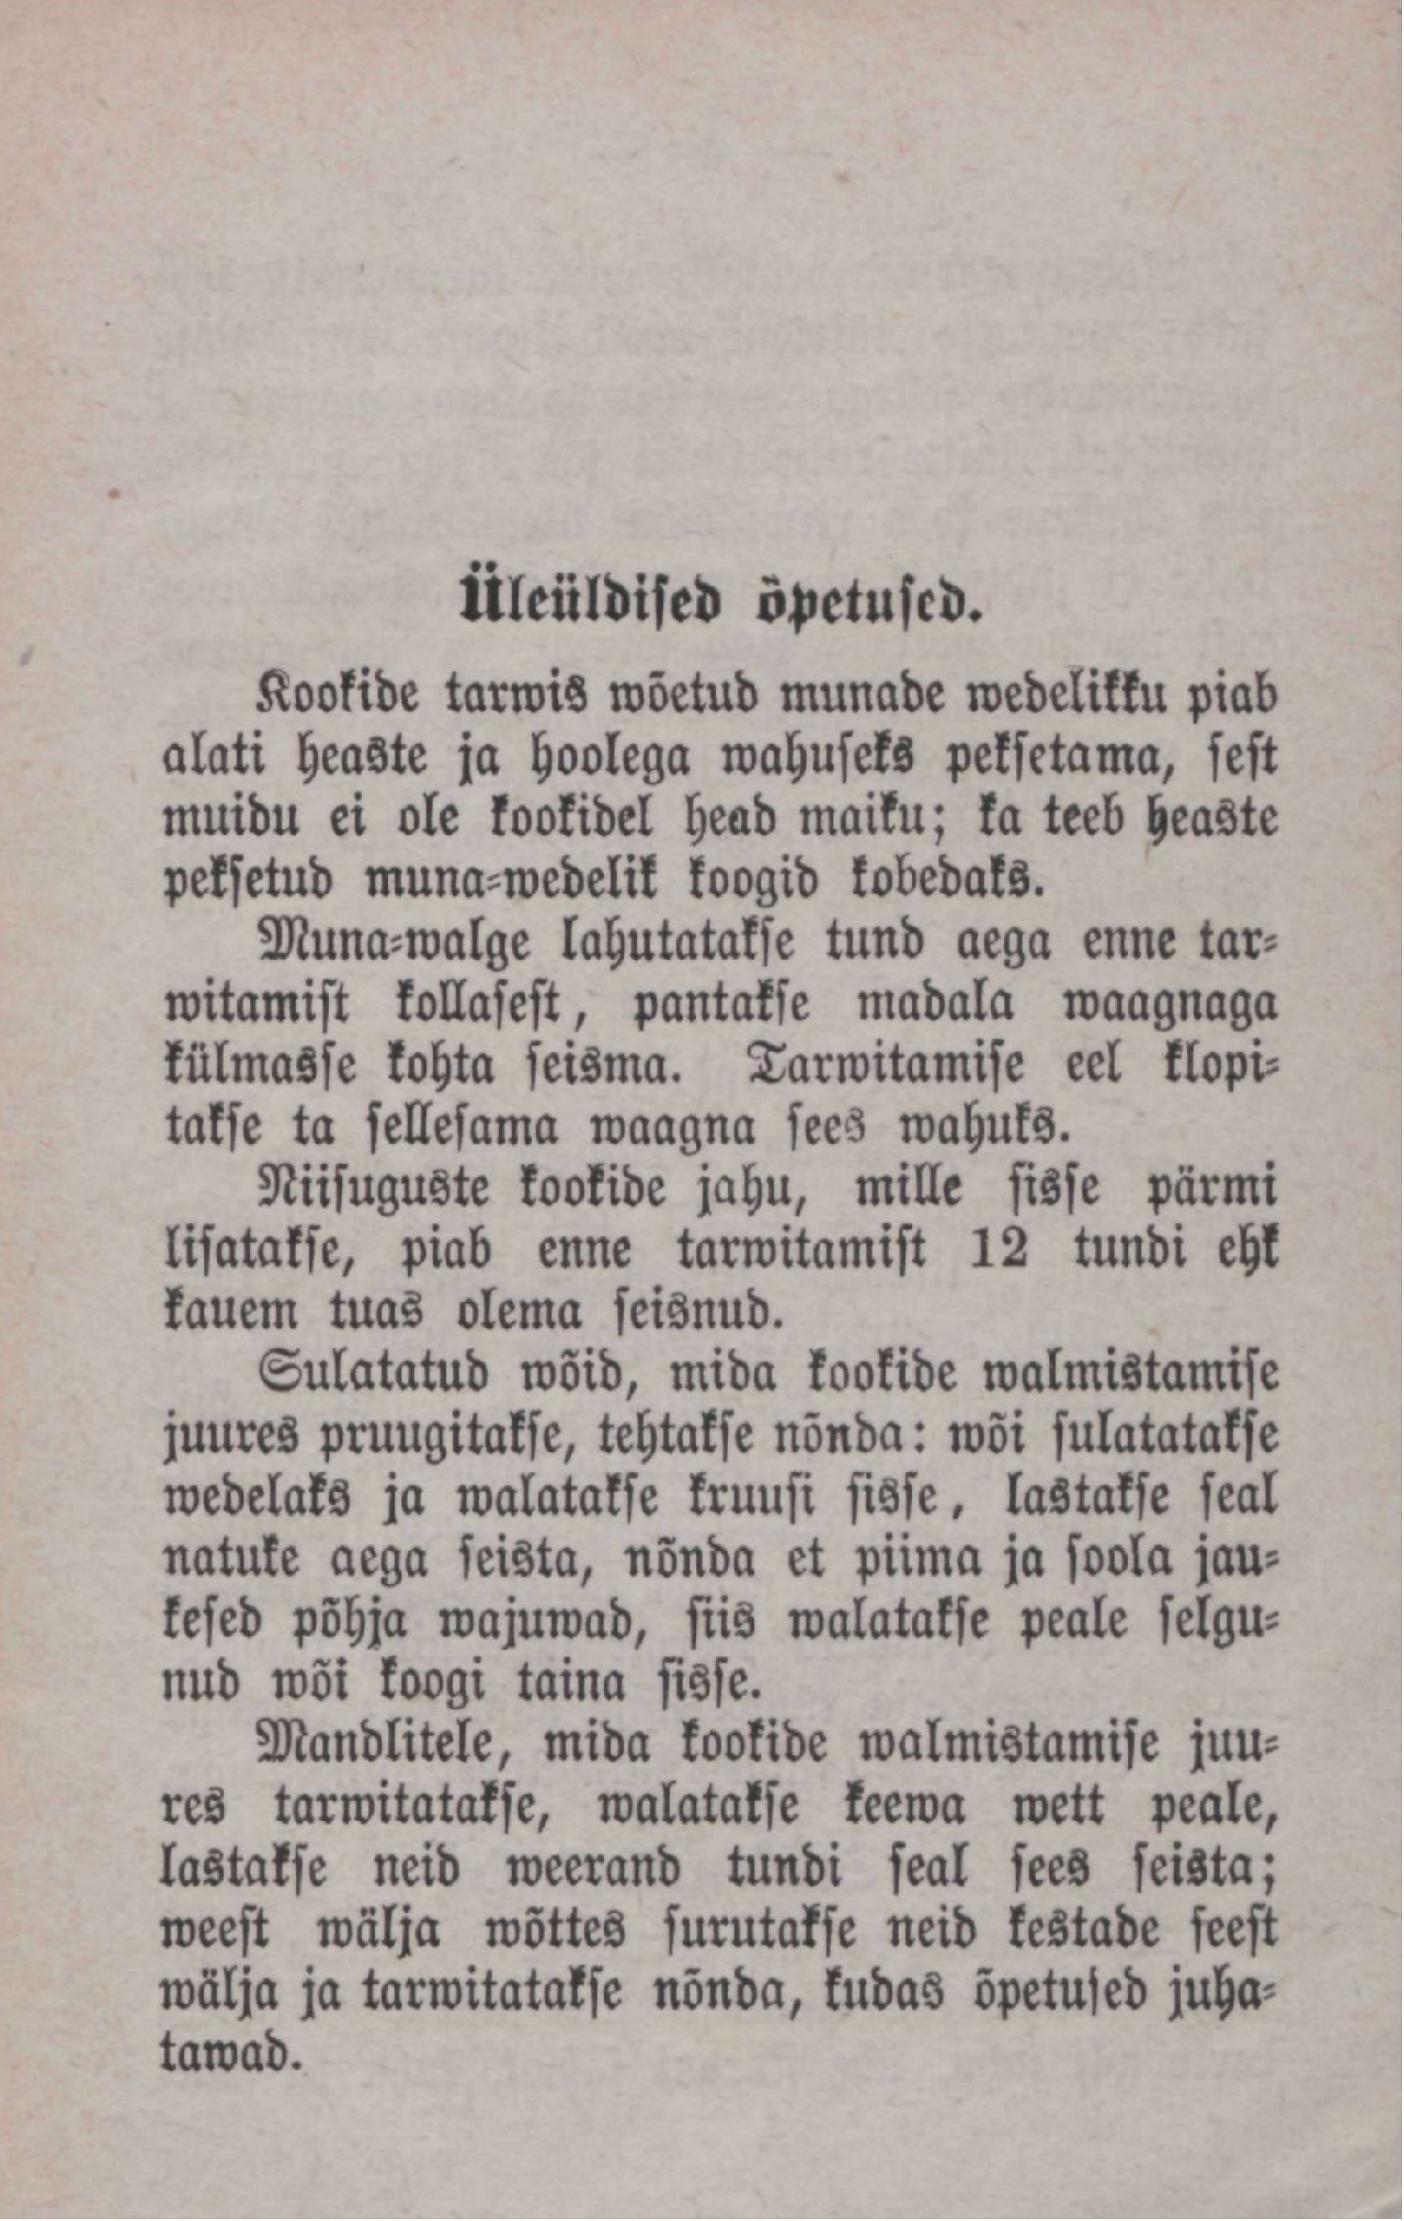 Üleüldised õpetused.
Kookide tarwis wõetud munade wedelikku piab
alati heaste ja hoolega wahuseks peksetama, sest
muidu ei ole kookidel head maiku; ka teeb heaste
peksetud muna-wedelik koogid kobedaks.
Muna-walge lahutatakse tund aega enne tar-
witamist kollasest, pantakse madala waagnaga
külmasse kohta seisma. Tarwitamise eel klopi-
takse ta sellesama waagna sees wahuks.
Niisuguste kookide jahu, mille sisse pärmi
lisatakse, piab enne tarwitamist 12 tundi ehk
kauem tuas olema seisnud.
Sulatatud wõid, mida kookide walmistamise
juures pruugitakse, tehtakse nõnda: wõi sulatatakse
wedelaks ja walatakse kruusi sisse, lastakse seal
natuke aega seista, nõnda et piima ja soola jau-
kesed põhja wajuwad, siis walatakse peale selgu-
nud wõi koogi taina sisse.
Mandlitele, mida kookide walmistamise juu-
res tarwitatakse, walatakse keewa wett peale,
lastakse neid weerand tundi seal sees seista;
weest wälja wõttes surutakse neid kestade seest
wälja ja tarwitatakse nõnda, kudas õpetused juha-
tawad.